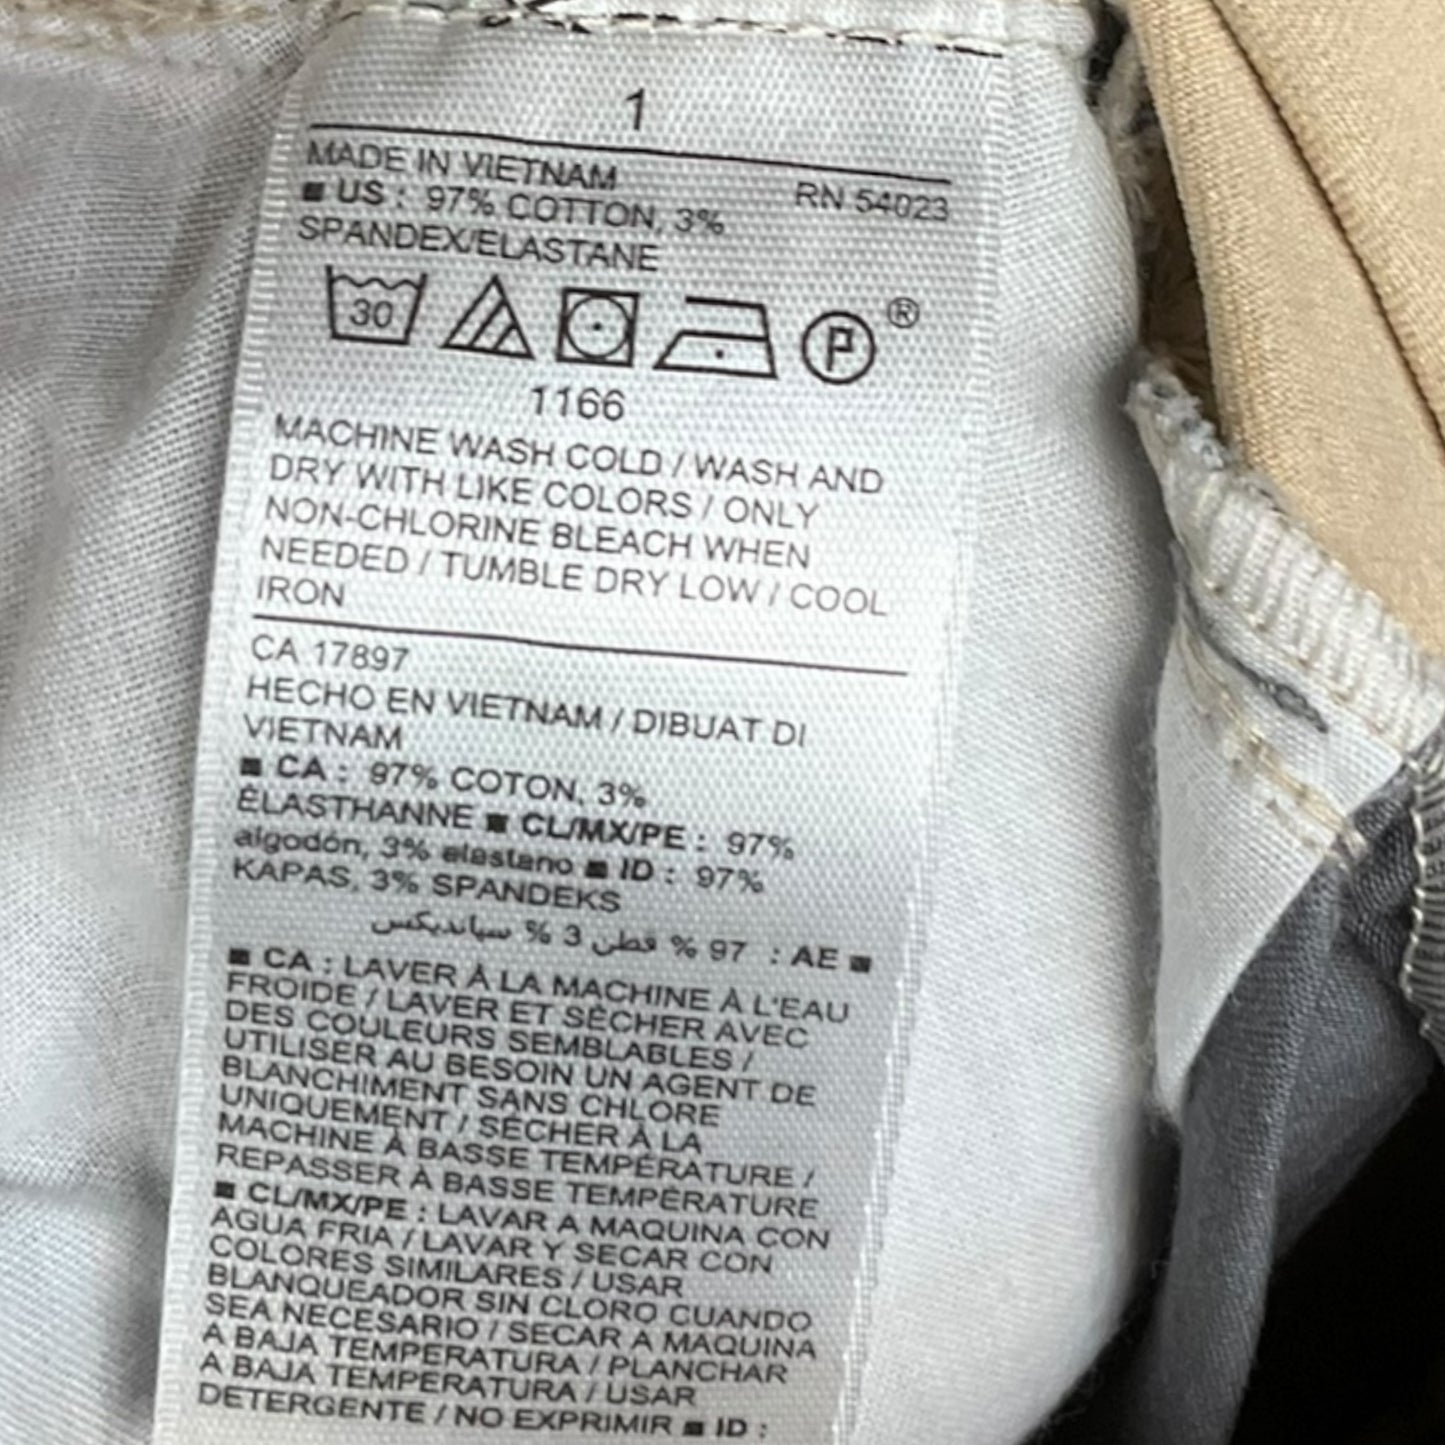 1
MADE IN VIETNAM
RN 54023
■ US : 97% COTTON, 3%
SPANDEX/ELASTANE
30 P ®
1166
MACHINE WASH COLD / WASH AND
DRY WITH LIKE COLORS / ONLY
NON-CHLORINE BLEACH WHEN
NEEDED / TUMBLE DRY LOW / COOL
IRON
CA 17897
HECHO EN VIETNAM / DIBUAT DI
VIETNAM
■ CA : 97% COTON, 3%
ÉLASTHANNE ■ CL/MX/PE : 97%
algodón, 3% elastano ■ ID : 97%
KAPAS, 3% SPANDEKS
■ AE : 97 % قطن 3 % سباندیکس
■ CA : LAVER À LA MACHINE À L'EAU
FROIDE / LAVER ET SÉCHER AVEC
DES COULEURS SEMBLABLES /
UTILISER AU BESOIN UN AGENT DE
BLANCHIMENT SANS CHLORE
UNIQUEMENT / SÉCHER À LA
MACHINE À BASSE TEMPÉRATURE /
REPASSER À BASSE TEMPÉRATURE
■ CL/MX/PE : LAVAR A MAQUINA CON
AGUA FRIA / LAVAR Y SECAR CON
COLORES SIMILARES / USAR
BLANQUEADOR SIN CLORO CUANDO
SEA NECESARIO / SECAR A MAQUINA
A BAJA TEMPERATURA / PLANCHAR
A BAJA TEMPERATURA / USAR
DETERGENTE / NO EXPRIMIR ■ ID :